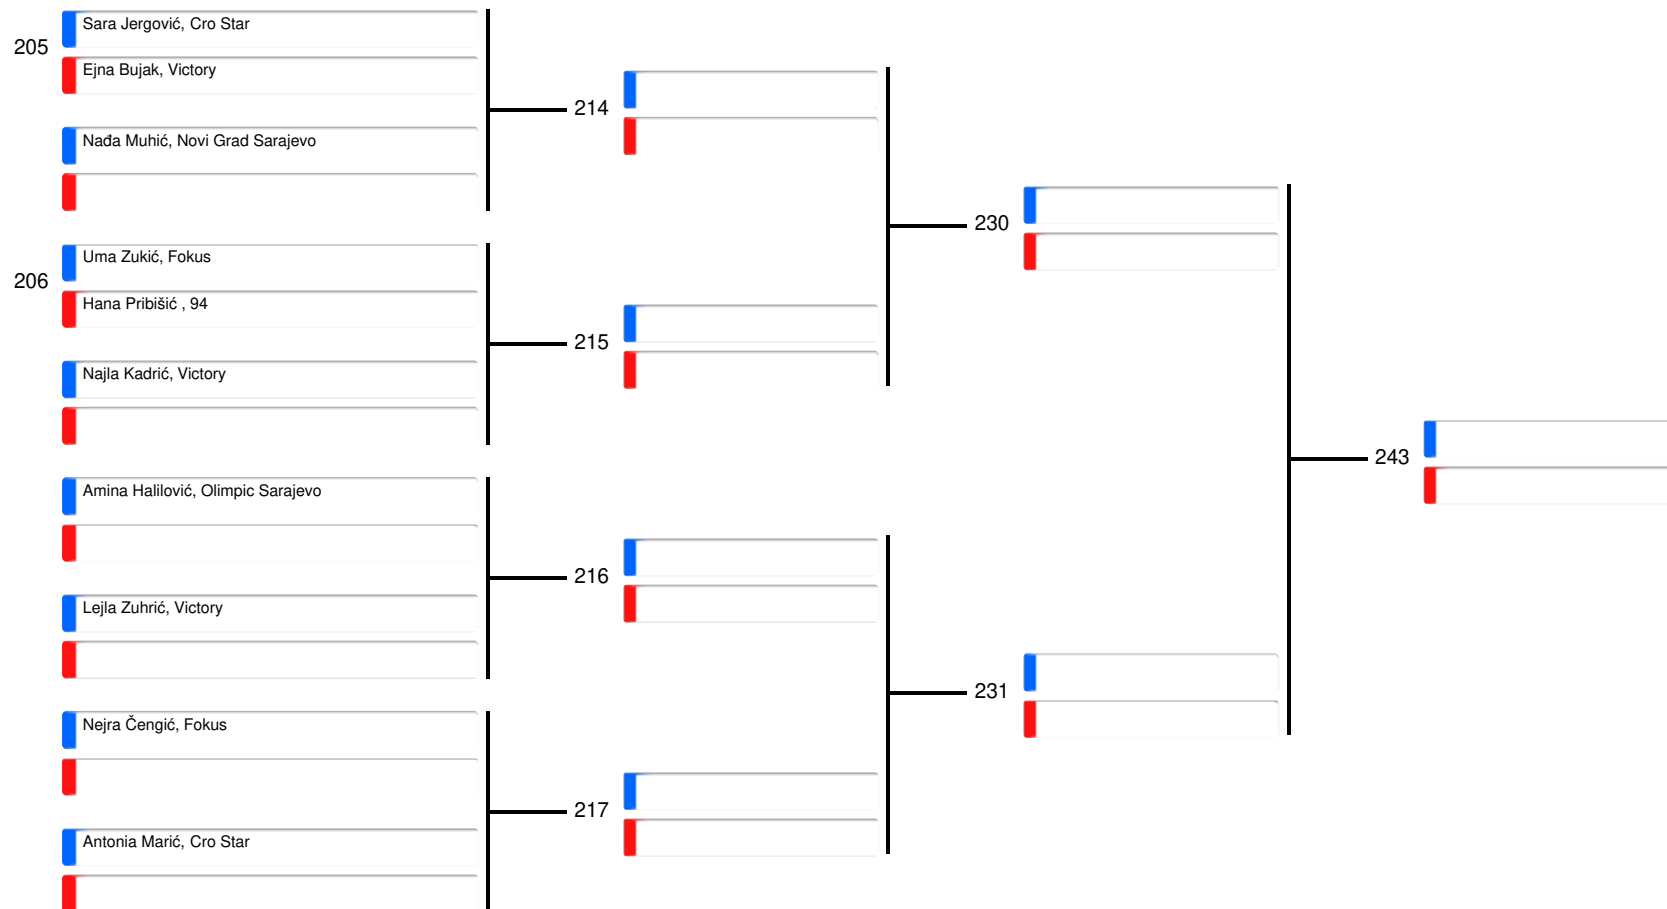 Sara Jergović, Cro Star
205
Ejna Bujak, Victory
214
Nađa Muhić, Novi Grad Sarajevo
230
Uma Zukić, Fokus
206
Hana Pribišić , 94
215
Najla Kadrić, Victory
243
Amina Halilović, Olimpic Sarajevo
216
Lejla Zuhrić, Victory
231
Nejra Čengić, Fokus
217
Antonia Marić, Cro Star